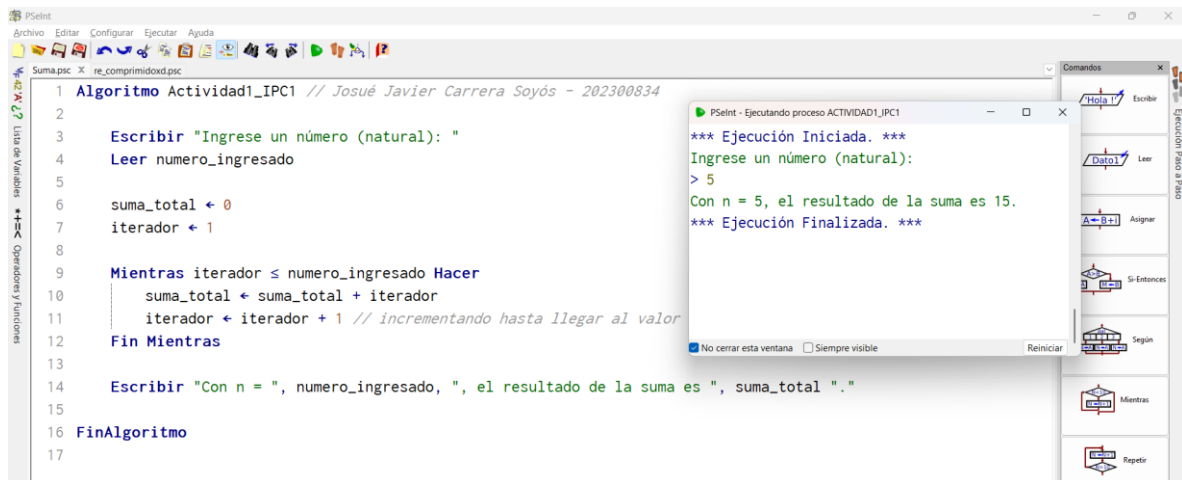 PSeInt
Archivo Editar Configurar Ejecutar Ayuda
Suma.psc X re_comprimidoxd.psc
Lista de Variables
*+=< Operadores y Funciones
1 Algoritmo Actividad1_IPC1 // Josué Javier Carrera Soyós - 202300834
2
3 Escribir "Ingrese un número (natural): "
4 Leer numero_ingresado
5
6 suma_total ← 0
7 iterador ← 1
8
9 Mientras iterador ≤ numero_ingresado Hacer
10 suma_total ← suma_total + iterador
11 iterador ← iterador + 1 // incrementando hasta llegar al valor
12 Fin Mientras
13
14 Escribir "Con n = ", numero_ingresado, ", el resultado de la suma es ", suma_total "."
15
16 FinAlgoritmo
17
PSeInt - Ejecutando proceso ACTIVIDAD1_IPC1
*** Ejecución Iniciada. ***
Ingrese un número (natural):
> 5
Con n = 5, el resultado de la suma es 15.
*** Ejecución Finalizada. ***
No cerrar esta ventana Siempre visible Reiniciar
Comandos
'Hola !' Escribir
Dato1 Leer
A←B+i Asignar
Si-Entonces
Según
Mientras
Repetir
Ejecución Paso a Paso